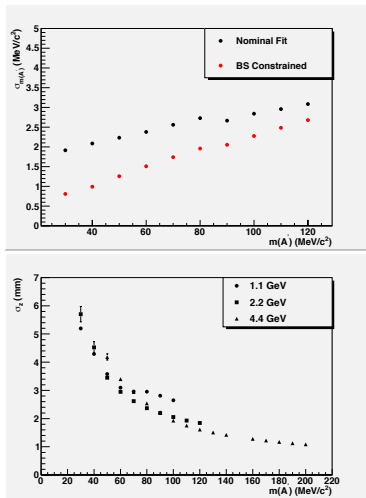 σm(A') (MeV/c²)
5
4.5
4
3.5
3
2.5
2
1.5
1
0.5
0
Nominal Fit
BS Constrained
40 60 80 100 120
m(A') (MeV/c²)
σz (mm)
7
6
5
4
3
2
1
0
1.1 GeV
2.2 GeV
4.4 GeV
0 20 40 60 80 100 120 140 160 180 200 220
m(A') (MeV/c²)